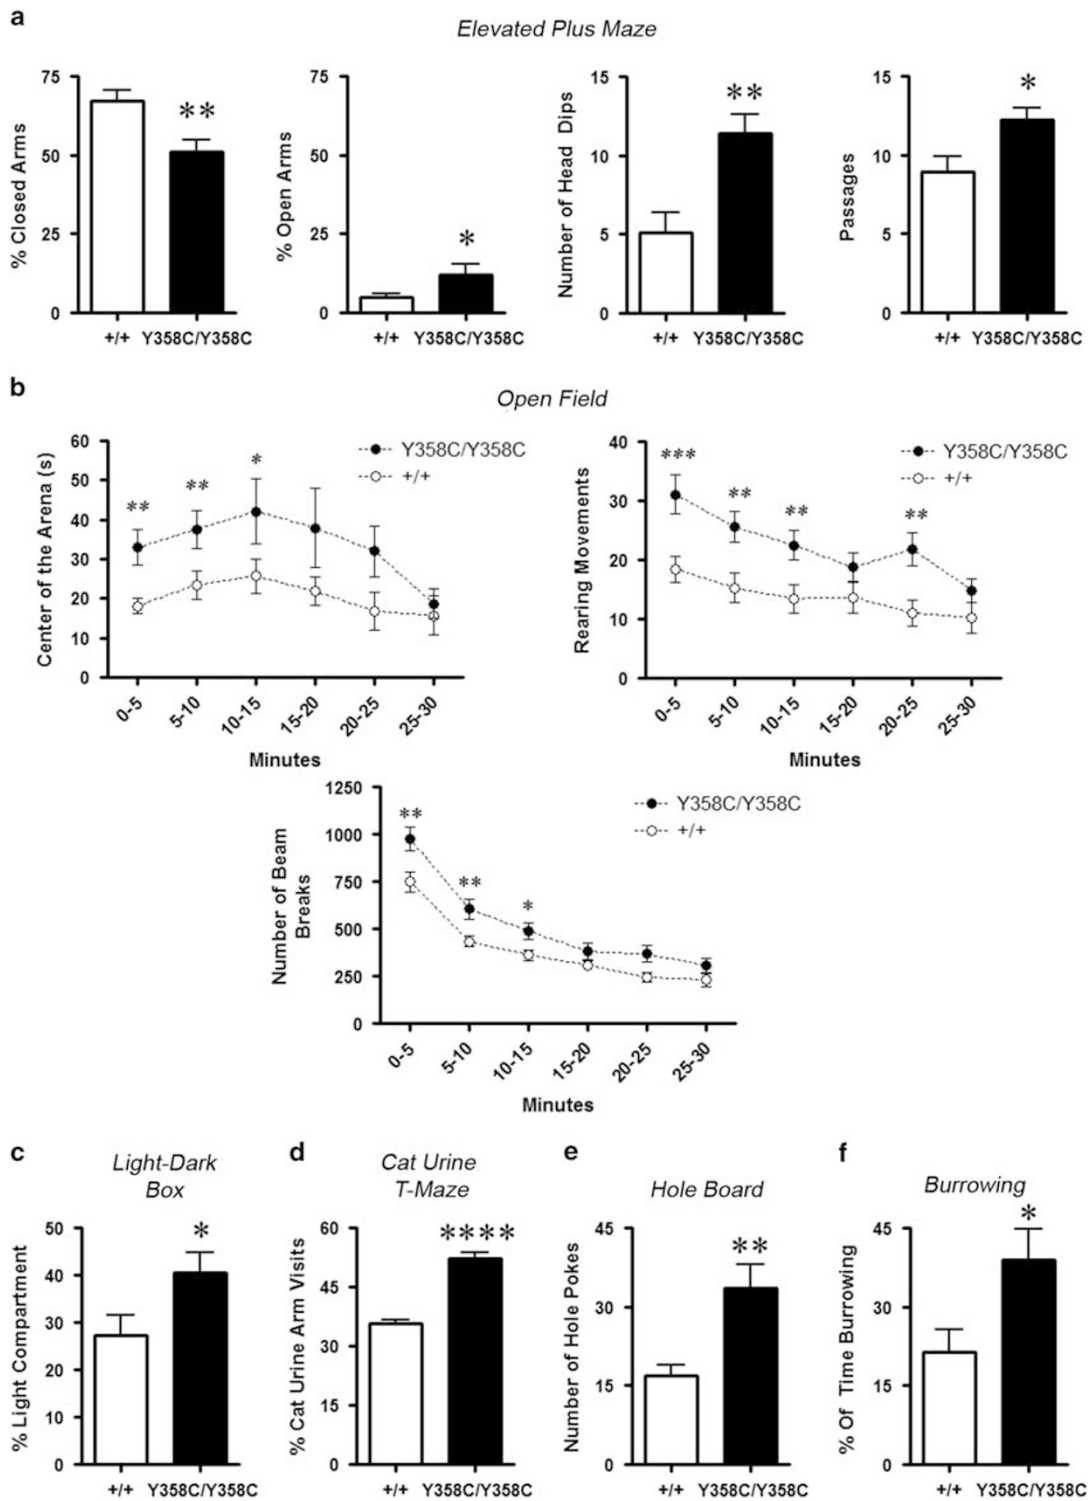 a
Elevated Plus Maze
% Closed Arms
75
50
25
0
**
+/+ Y358C/Y358C
% Open Arms
75
50
25
0
*
+/+ Y358C/Y358C
Number of Head Dips
15
10
5
0
**
+/+ Y358C/Y358C
Passages
15
10
5
0
*
+/+ Y358C/Y358C
b
Open Field
Center of the Arena (s)
60
50
40
30
20
10
0
** ** *
Y358C/Y358C
+/+
0-5 5-10 10-15 15-20 20-25 25-30
Minutes
Rearing Movements
40
30
20
10
0
*** ** ** **
Y358C/Y358C
+/+
0-5 5-10 10-15 15-20 20-25 25-30
Minutes
Number of Beam
Breaks
1250
1000
750
500
250
0
** ** *
Y358C/Y358C
+/+
0-5 5-10 10-15 15-20 20-25 25-30
Minutes
c
Light-Dark
Box
% Light Compartment
50
40
30
20
10
0
*
+/+ Y358C/Y358C
d
Cat Urine
T-Maze
% Cat Urine Arm Visits
60
45
30
15
0
****
+/+ Y358C/Y358C
e
Hole Board
Number of Hole Pokes
45
30
15
0
**
+/+ Y358C/Y358C
f
Burrowing
% Of Time Burrowing
45
30
15
0
*
+/+ Y358C/Y358C